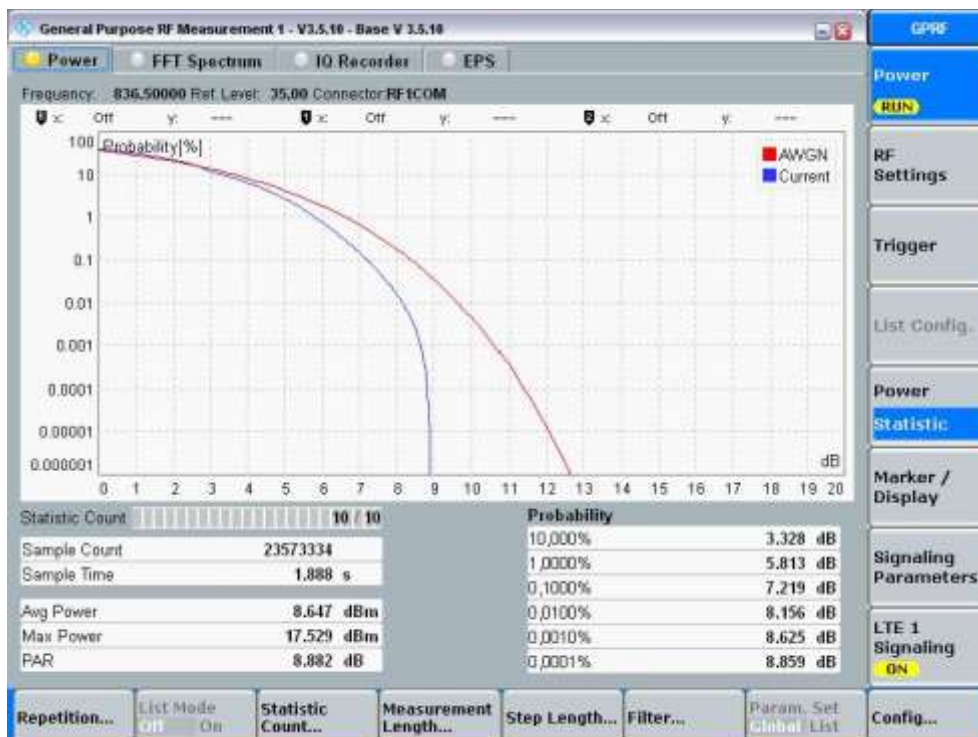 General Purpose RF Measurement 1 - V3.5.10 - Base V 3.5.10
GPRF
Power FFT Spectrum IQ Recorder EPS
Frequency: 836.50000 Ref. Level: 35.00 Connector:RF1COM
x: Off y: --- 1 x: Off y: --- 2 x: Off y: ---
Probability[%]
AWGN
Current
100
10
1
0.1
0.01
0.001
0.0001
0.00001
0.000001
dB
0 1 2 3 4 5 6 7 8 9 10 11 12 13 14 15 16 17 18 19 20
Statistic Count 10 / 10
Sample Count 23573334
Sample Time 1.888 s
Avg Power 8.647 dBm
Max Power 17.529 dBm
PAR 8.882 dB
Probability
10,000% 3.328 dB
1,0000% 5.813 dB
0,1000% 7.219 dB
0,0100% 8.156 dB
0,0010% 8.625 dB
0,0001% 8.859 dB
Power
RUN
RF
Settings
Trigger
List Config..
Power
Statistic
Marker /
Display
Signaling
Parameters
LTE 1
Signaling
ON
Repetition...
List Mode
Off On
Statistic
Count...
Measurement
Length...
Step Length...
Filter...
Param. Set
Global List
Config...